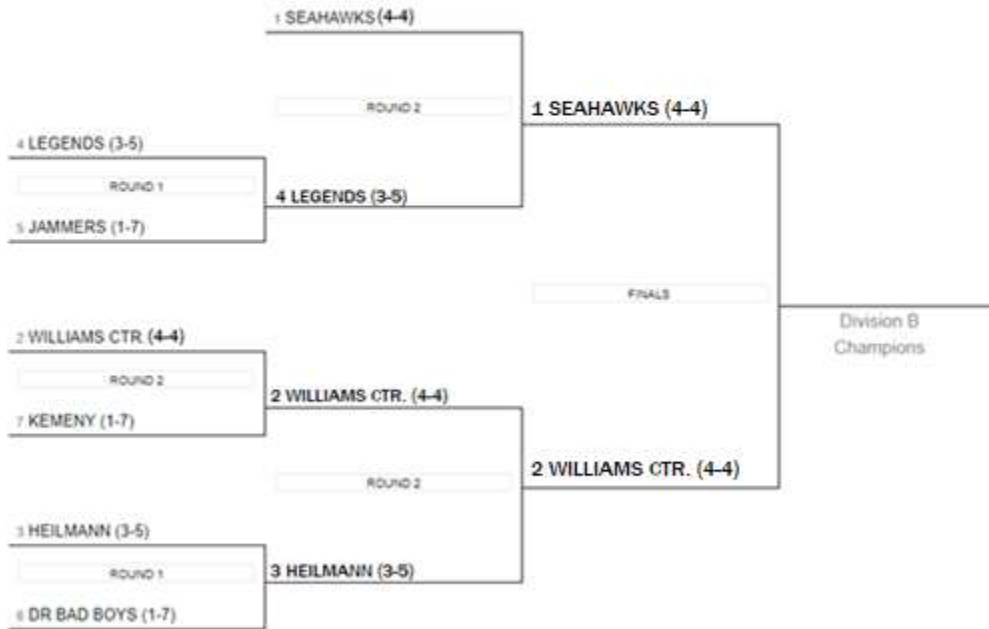 1 SEAHAWKS (4-4)
ROUND 2
1 SEAHAWKS (4-4)
4 LEGENDS (3-5)
ROUND 1
4 LEGENDS (3-5)
5 JAMMERS (1-7)
FINALS
Division B
Champions
2 WILLIAMS CTR (4-4)
ROUND 2
2 WILLIAMS CTR. (4-4)
7 KEMENY (1-7)
2 WILLIAMS CTR. (4-4)
ROUND 2
3 HEILMANN (3-5)
ROUND 1
3 HEILMANN (3-5)
6 DR BAD BOYS (1-7)